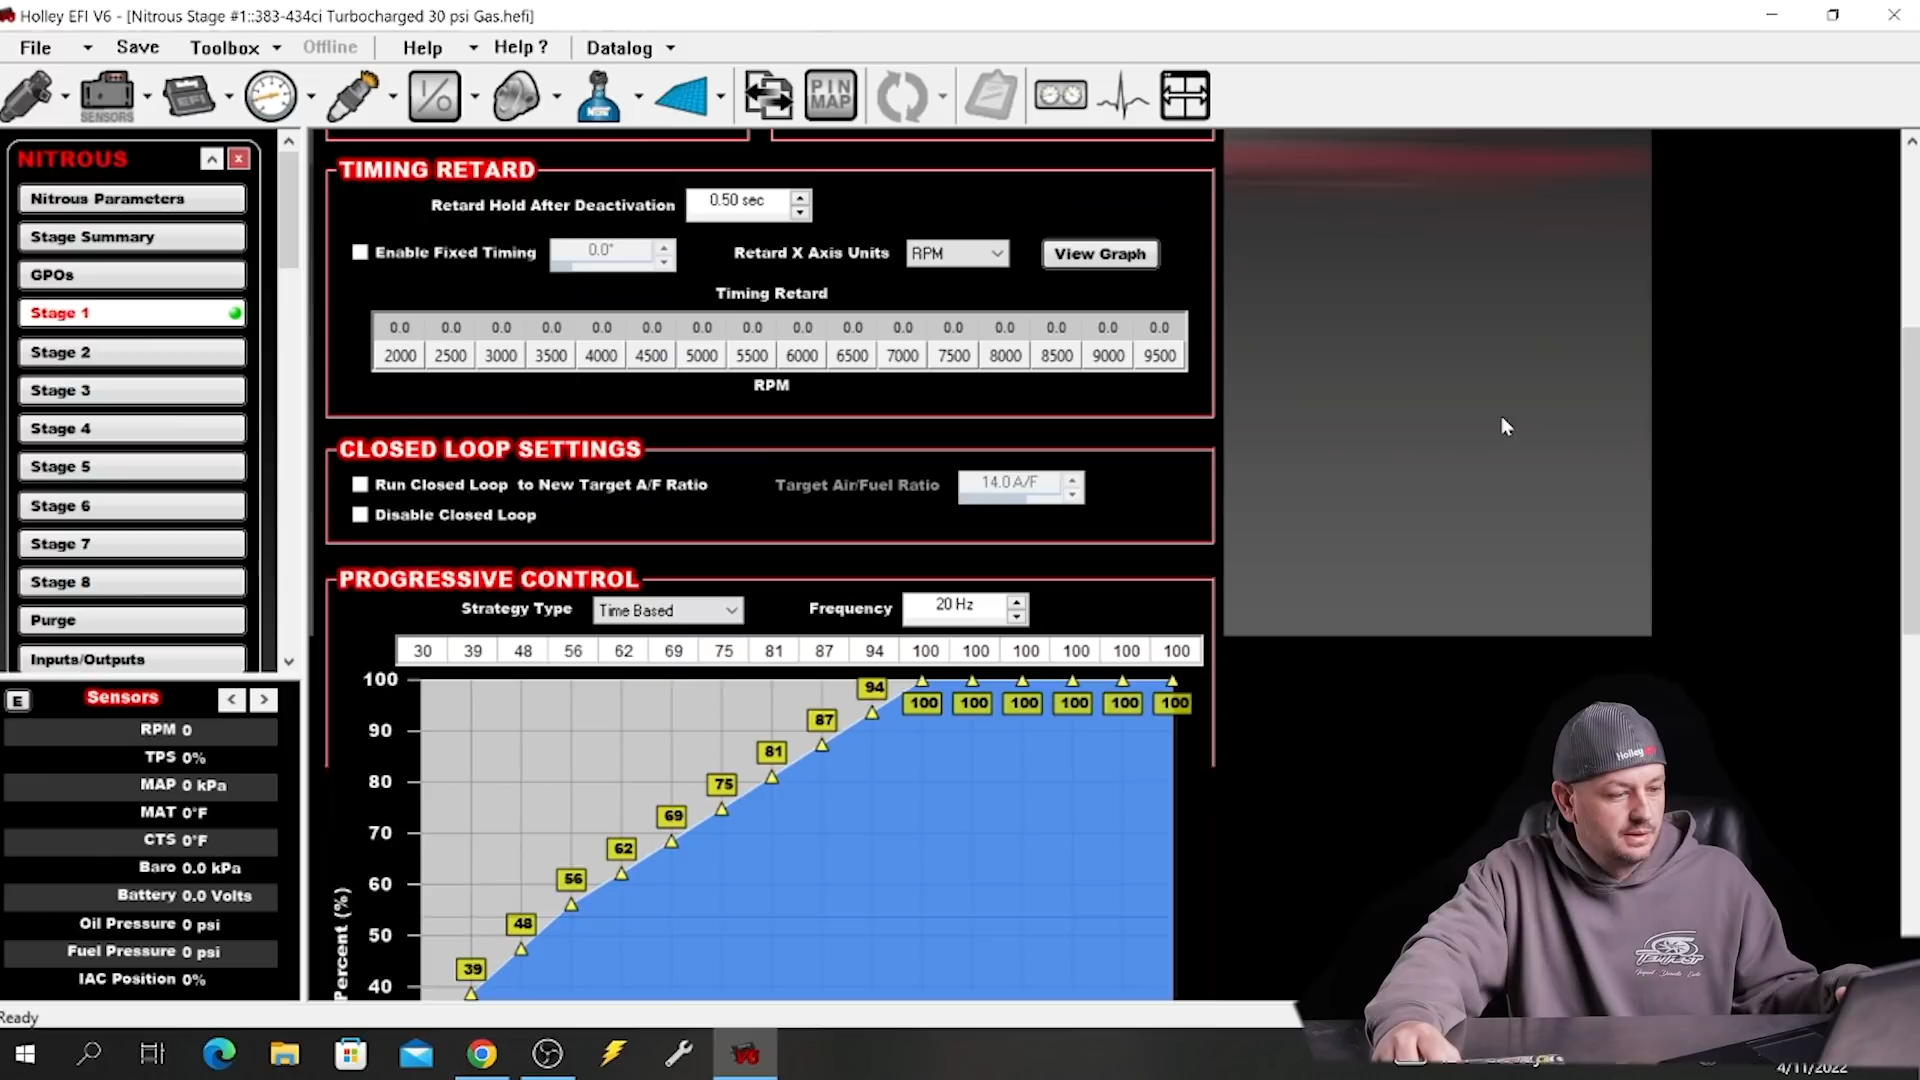 Holley EFI V6 - [Nitrous Stage #1::383-434ci Turbocharged 30 psi Gas.hefi]
File Save Toolbox Offline Help Help ? Datalog
SENSORS EFI I/O NOS PIN MAP
NITROUS
Nitrous Parameters
Stage Summary
GPOs
Stage 1
Stage 2
Stage 3
Stage 4
Stage 5
Stage 6
Stage 7
Stage 8
Purge
Inputs/Outputs
E Sensors < >
RPM 0
TPS 0%
MAP 0 kPa
MAT 0°F
CTS 0°F
Baro 0.0 kPa
Battery 0.0 Volts
Oil Pressure 0 psi
Fuel Pressure 0 psi
IAC Position 0%
TIMING RETARD
Retard Hold After Deactivation 0.50 sec
Enable Fixed Timing 0.0° Retard X Axis Units RPM View Graph
Timing Retard
0.0 0.0 0.0 0.0 0.0 0.0 0.0 0.0 0.0 0.0 0.0 0.0 0.0 0.0 0.0 0.0
2000 2500 3000 3500 4000 4500 5000 5500 6000 6500 7000 7500 8000 8500 9000 9500
RPM
CLOSED LOOP SETTINGS
Run Closed Loop to New Target A/F Ratio Target Air/Fuel Ratio 14.0 A/F
Disable Closed Loop
PROGRESSIVE CONTROL
Strategy Type Time Based Frequency 20 Hz
30 39 48 56 62 69 75 81 87 94 100 100 100 100 100 100
100 94
100 100 100 100 100 100
90 87
81
80 75
69
70
62
60 56
48
50
39
40
Percent (%)
Holley
Ready
V6
4/11/2022